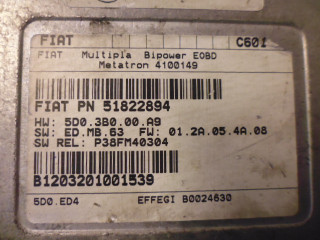 FIAT C601
FIAT Multipla Bipower EOBD
Metatron 4100149
FIAT PN 51822894
HW: 5D0.3B0.00.A9
SW: ED.MB.63 FW: 01.2A.05.4A.08
SW REL: P38FM40304
B1203201001539
5D0.ED4 EFFEGI B0024630